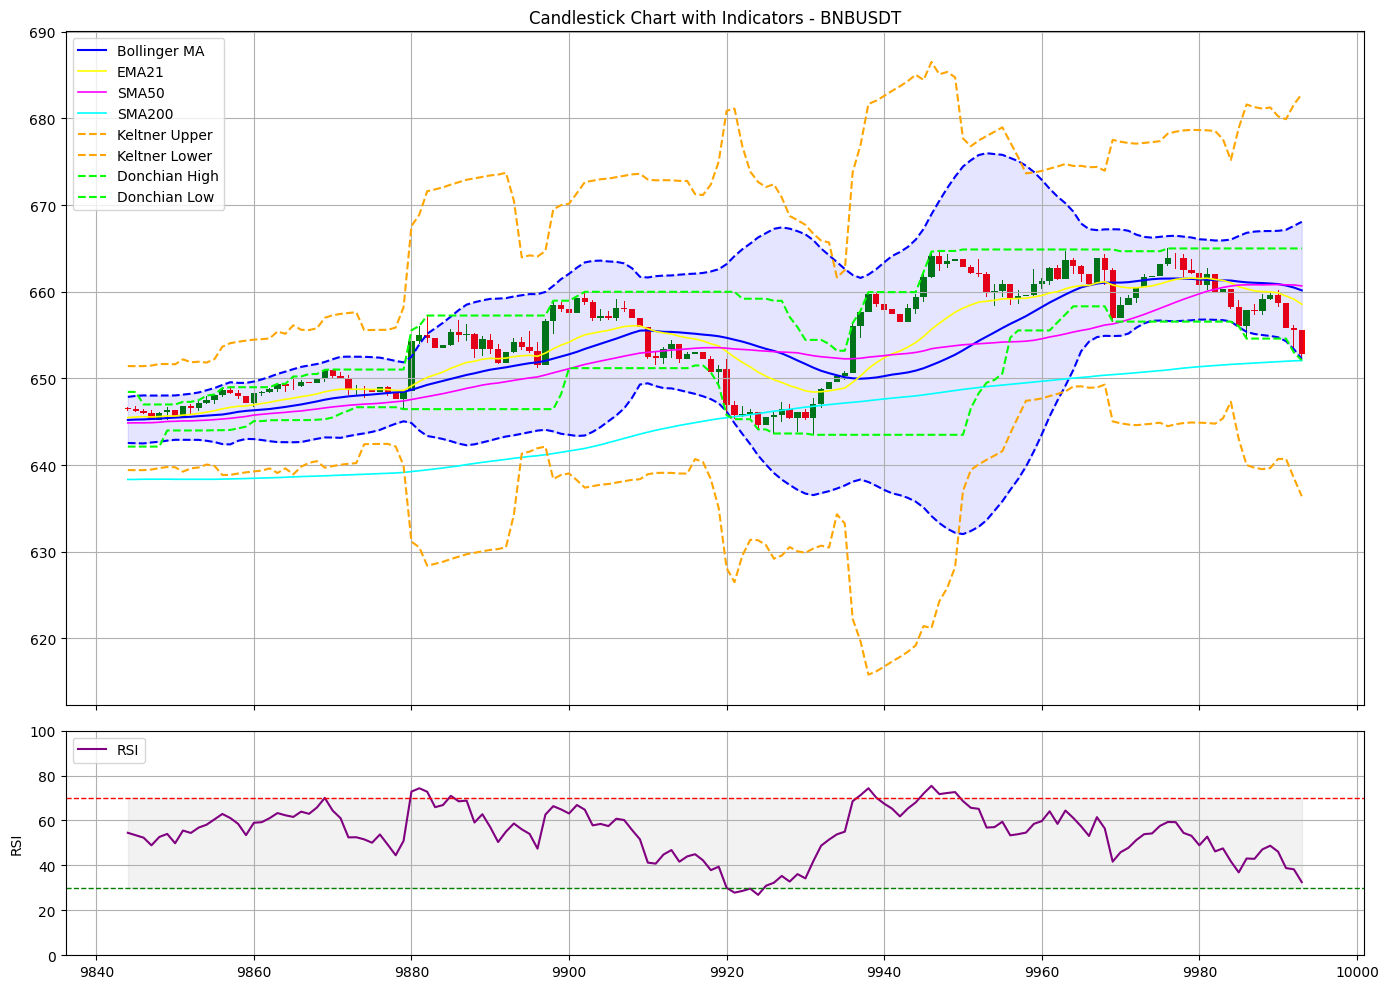 Candlestick Chart with Indicators - BNBUSDT
690
680
670
660
650
640
630
620
Bollinger MA
EMA21
SMA50
SMA200
Keltner Upper
Keltner Lower
Donchian High
Donchian Low
RSI
100
80
60
40
20
0
RSI
9840 9860 9880 9900 9920 9940 9960 9980 10000